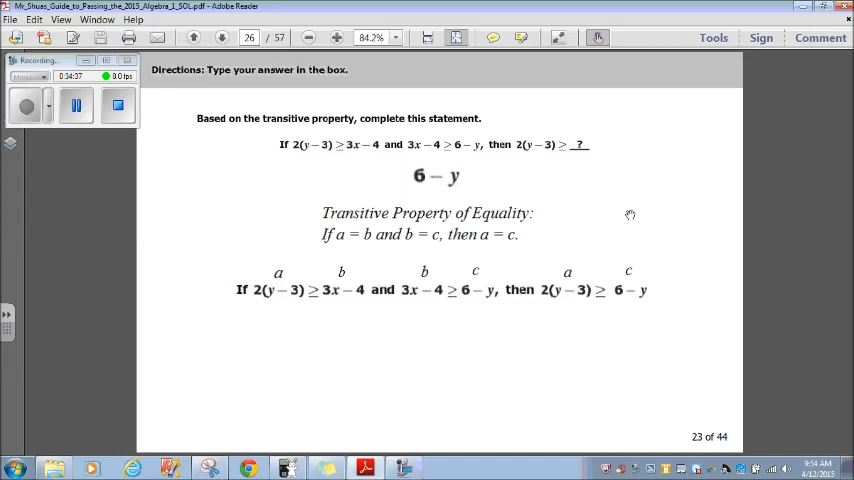 Mr_Shuas_Guide_to_Passing_the_2015_Algebra_1_SOL.pdf - Adobe Reader
File Edit View Window Help
26 / 57 84.2% Tools Sign Comment
Recording...
0:34:37 8.0 fps
Directions: Type your answer in the box.
Based on the transitive property, complete this statement.
If 2(y − 3) ≥ 3x − 4 and 3x − 4 ≥ 6 − y, then 2(y − 3) ≥ __?__
6 − y
Transitive Property of Equality:
If a = b and b = c, then a = c.
a b b c a c
If 2(y − 3) ≥ 3x − 4 and 3x − 4 ≥ 6 − y, then 2(y − 3) ≥ 6 − y
23 of 44
9:54 AM
4/12/2015